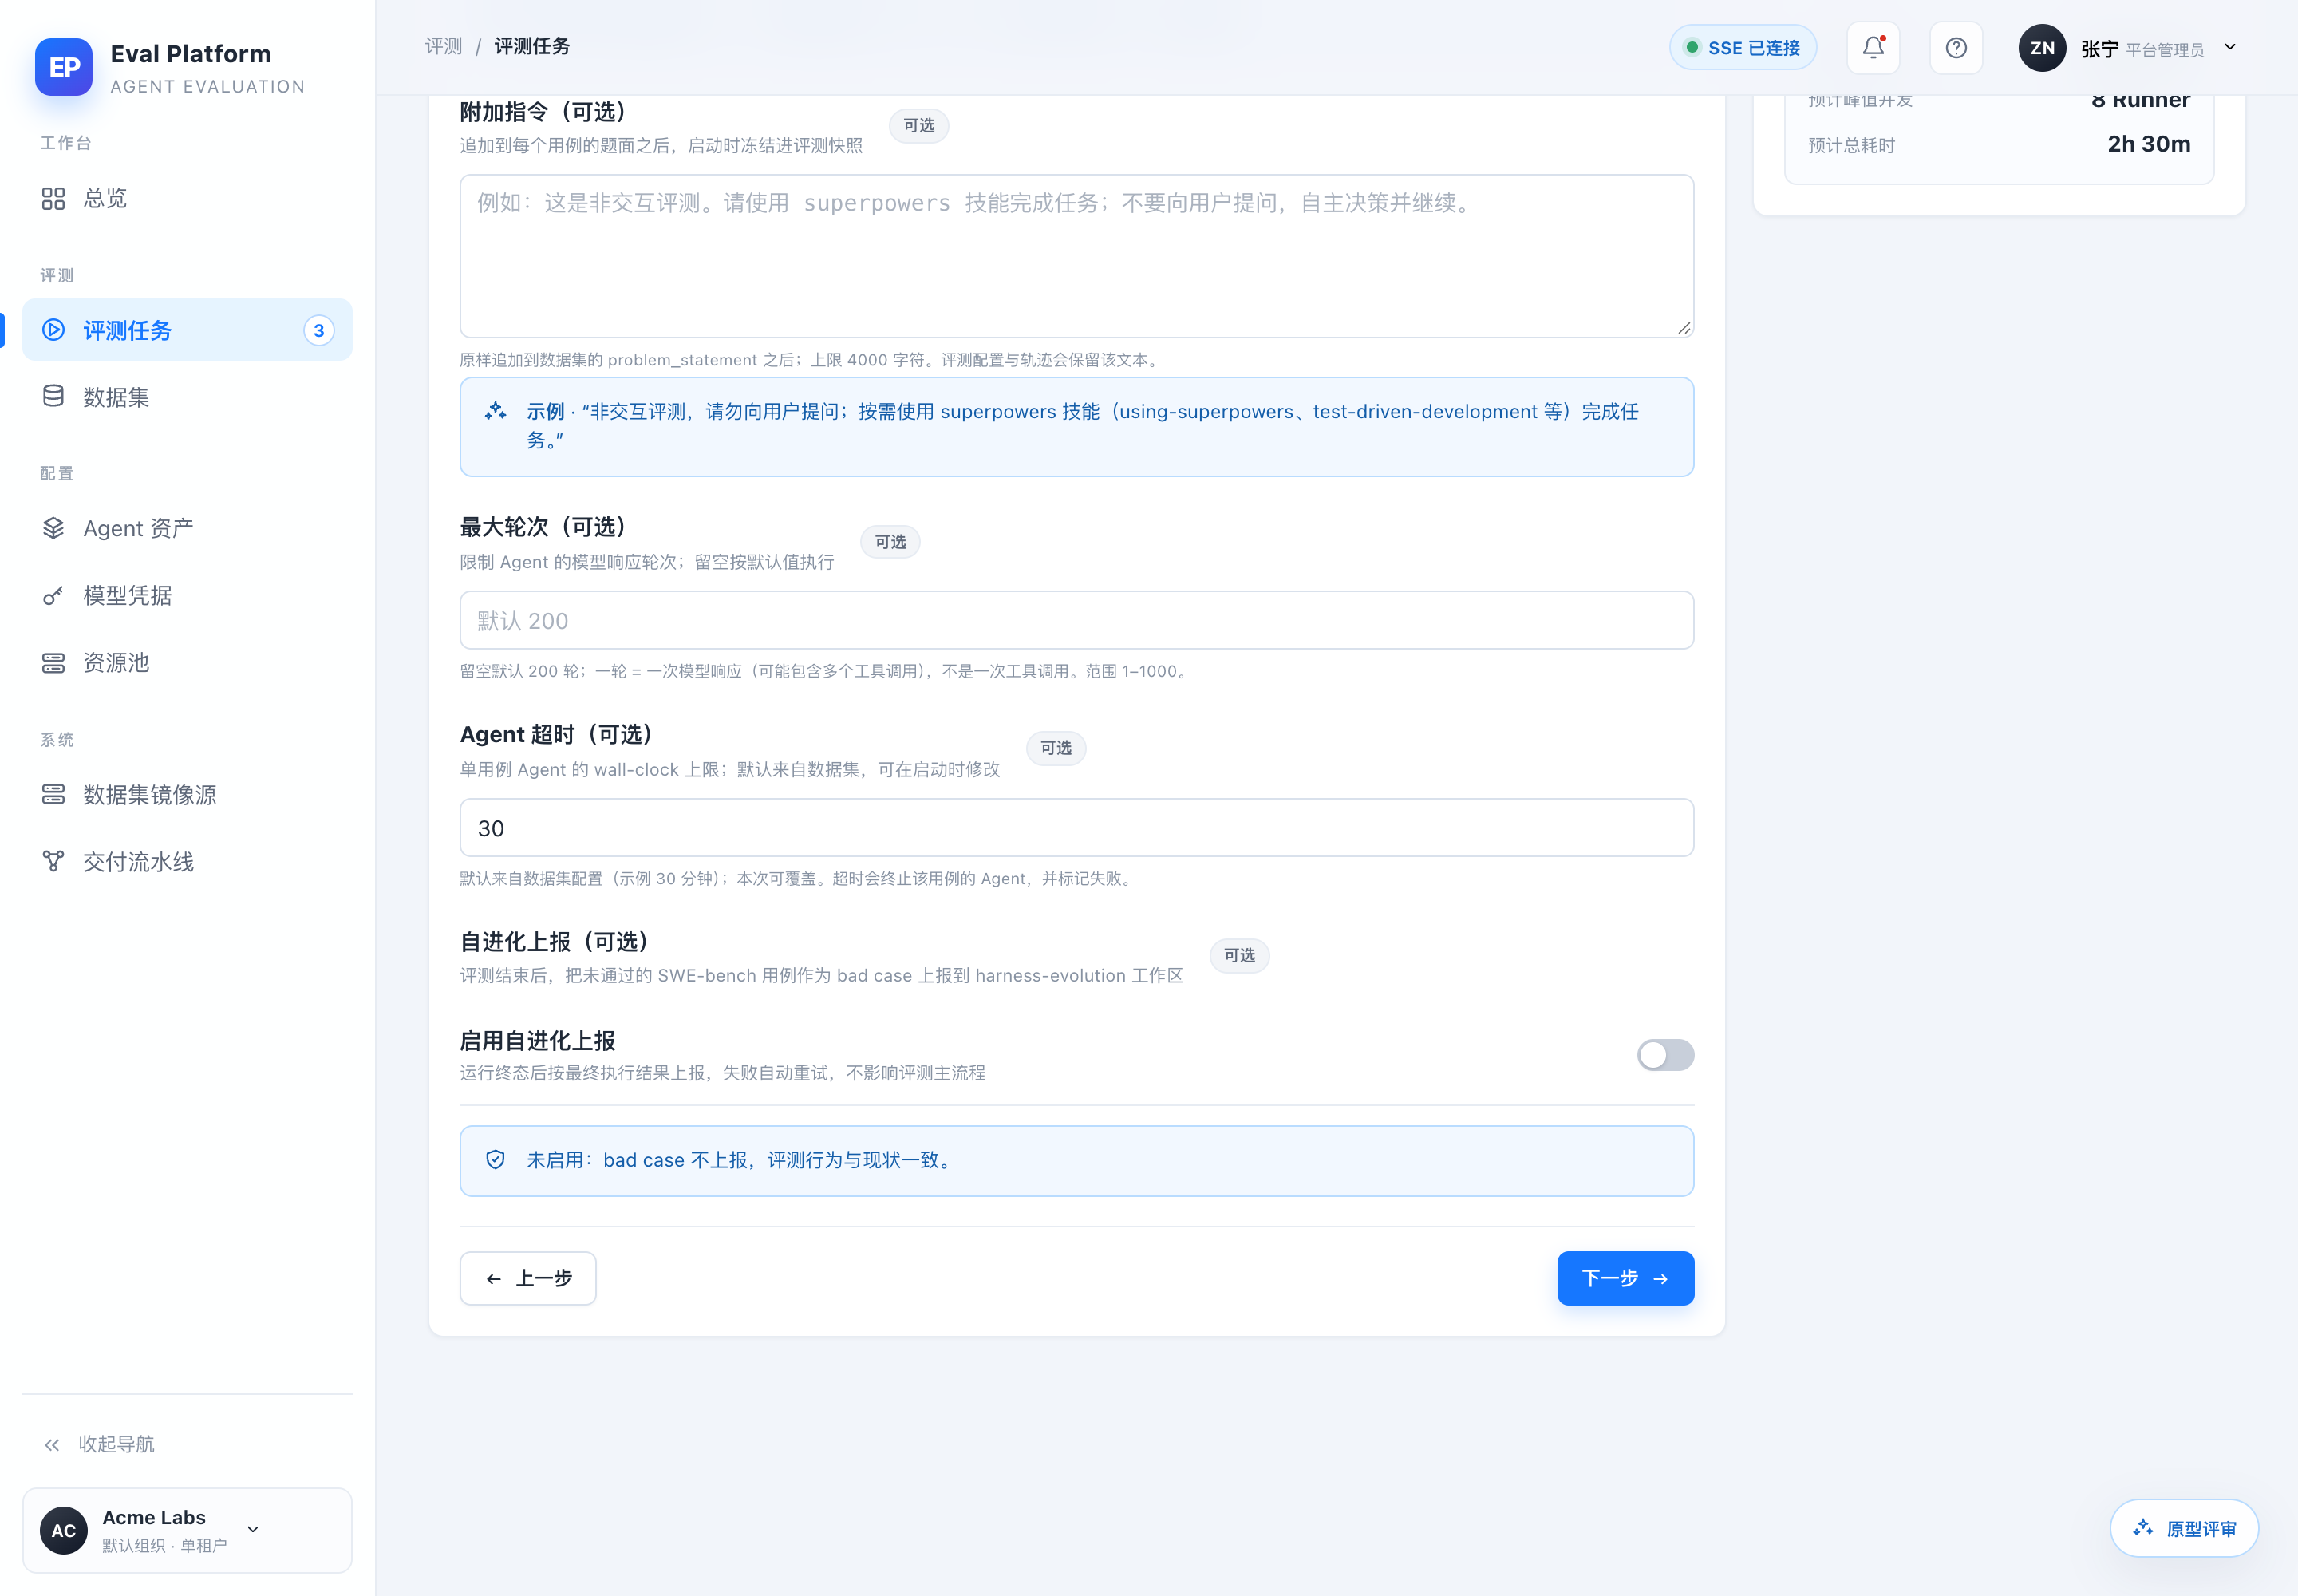 EP
Eval Platform
AGENT EVALUATION
工作台
总览
评测
评测任务
3
数据集
配置
Agent 资产
模型凭据
资源池
系统
数据集镜像源
交付流水线
收起导航
AC
Acme Labs
默认组织 · 单租户
评测 / 评测任务
SSE 已连接
ZN
张宁 平台管理员
附加指令（可选）
追加到每个用例的题面之后，启动时冻结进评测快照
可选
例如：这是非交互评测。请使用 superpowers 技能完成任务；不要向用户提问，自主决策并继续。
原样追加到数据集的 problem_statement 之后；上限 4000 字符。评测配置与轨迹会保留该文本。
示例 · “非交互评测，请勿向用户提问；按需使用 superpowers 技能（using-superpowers、test-driven-development 等）完成任
务。”
最大轮次（可选）
限制 Agent 的模型响应轮次；留空按默认值执行
可选
默认 200
留空默认 200 轮；一轮 = 一次模型响应（可能包含多个工具调用），不是一次工具调用。范围 1–1000。
Agent 超时（可选）
单用例 Agent 的 wall-clock 上限；默认来自数据集，可在启动时修改
可选
30
默认来自数据集配置（示例 30 分钟）；本次可覆盖。超时会终止该用例的 Agent，并标记失败。
自进化上报（可选）
评测结束后，把未通过的 SWE-bench 用例作为 bad case 上报到 harness-evolution 工作区
可选
启用自进化上报
运行终态后按最终执行结果上报，失败自动重试，不影响评测主流程
未启用：bad case 不上报，评测行为与现状一致。
上一步
下一步
预计峰值并发
8 Runner
预计总耗时
2h 30m
原型评审